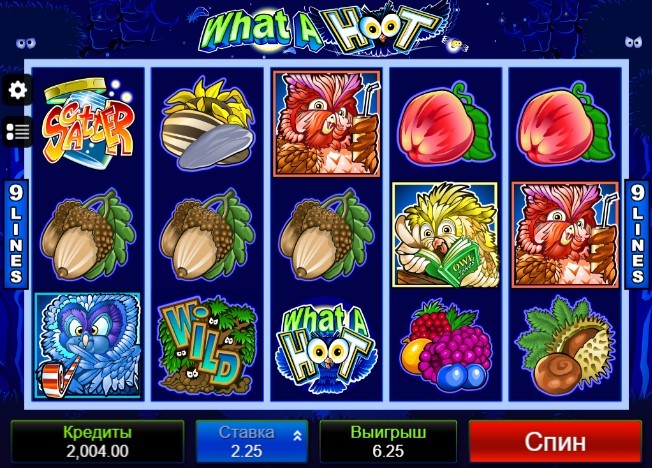 What A HOOT
SCATTER
9
LINES
9
LINES
OWL
WILD
What A
HOOT
Кредиты
2,004.00
Ставка
2.25
Выигрыш
6.25
Спин